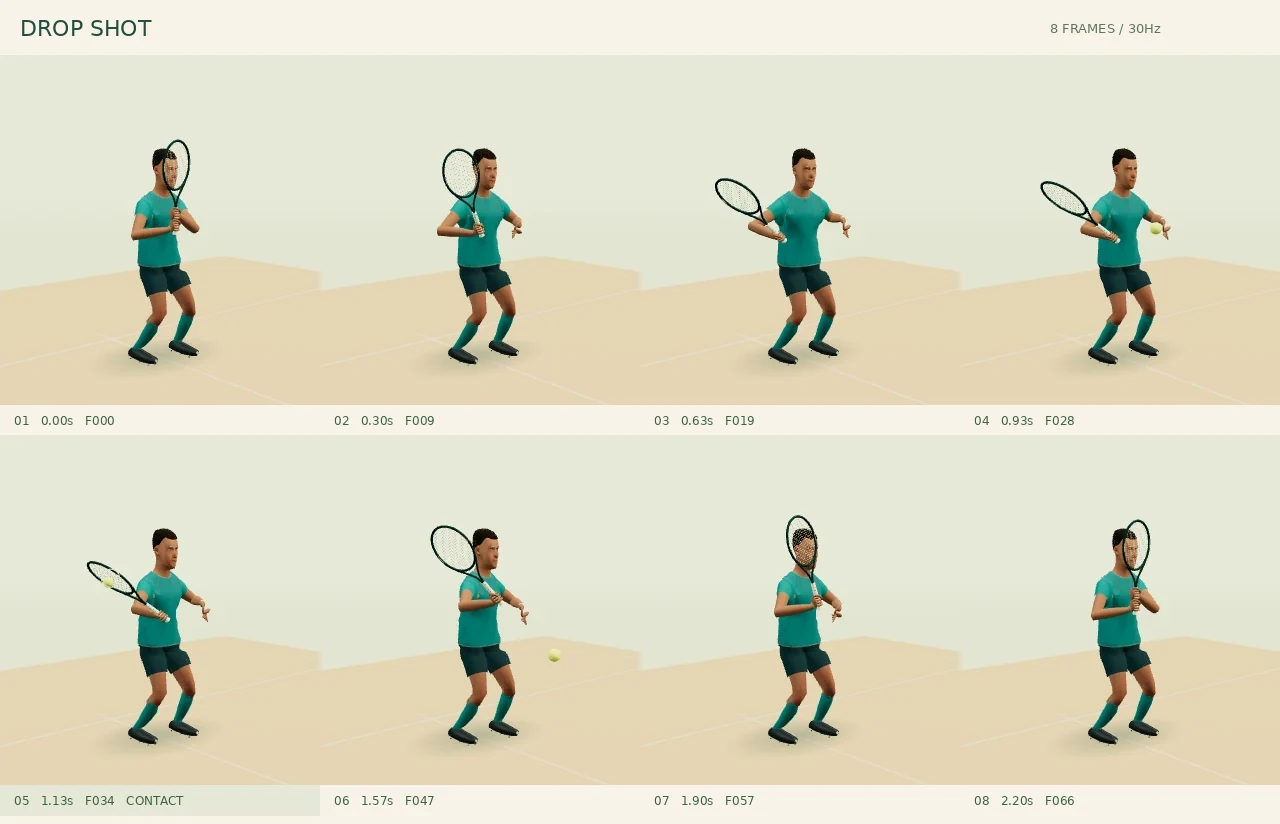 DROP SHOT
8 FRAMES / 30Hz
01 0.00s F000
02 0.30s F009
03 0.63s F019
04 0.93s F028
05 1.13s F034 CONTACT
06 1.57s F047
07 1.90s F057
08 2.20s F066